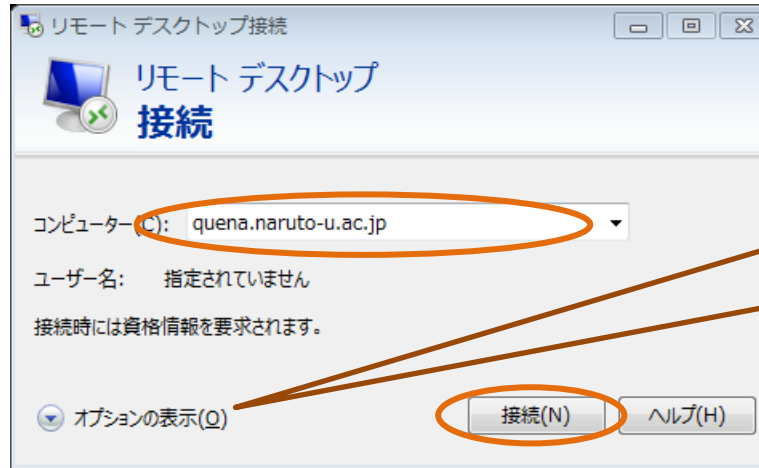 リモート デスクトップ接続
リモート デスクトップ
接続
コンピューター(C): quena.naruto-u.ac.jp
ユーザー名: 指定されていません
接続時には資格情報を要求されます。
オプションの表示(O) 接続(N) ヘルプ(H)